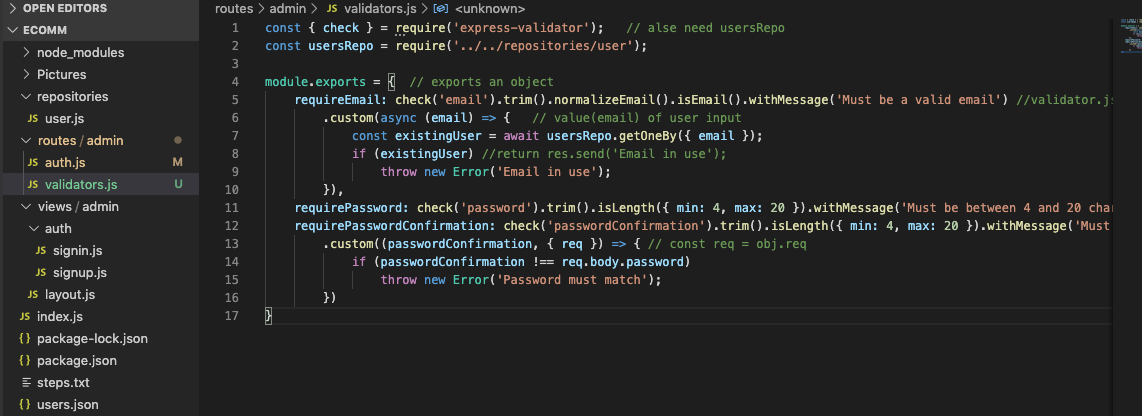 OPEN EDITORS
ECOMM
node_modules
Pictures
repositories
JS user.js
routes / admin
JS auth.js M
JS validators.js U
views / admin
auth
JS signin.js
JS signup.js
JS layout.js
JS index.js
{} package-lock.json
{} package.json
steps.txt
{} users.json
routes > admin > JS validators.js > <unknown>
1 const { check } = require('express-validator'); // alse need usersRepo
2 const usersRepo = require('../../repositories/user');
3
4 module.exports = { // exports an object
5 requireEmail: check('email').trim().normalizeEmail().isEmail().withMessage('Must be a valid email') //validator.js
6 .custom(async (email) => { // value(email) of user input
7 const existingUser = await usersRepo.getOneBy({ email });
8 if (existingUser) //return res.send('Email in use');
9 throw new Error('Email in use');
10 }),
11 requirePassword: check('password').trim().isLength({ min: 4, max: 20 }).withMessage('Must be between 4 and 20 char
12 requirePasswordConfirmation: check('passwordConfirmation').trim().isLength({ min: 4, max: 20 }).withMessage('Must
13 .custom((passwordConfirmation, { req }) => { // const req = obj.req
14 if (passwordConfirmation !== req.body.password)
15 throw new Error('Password must match');
16 })
17 }